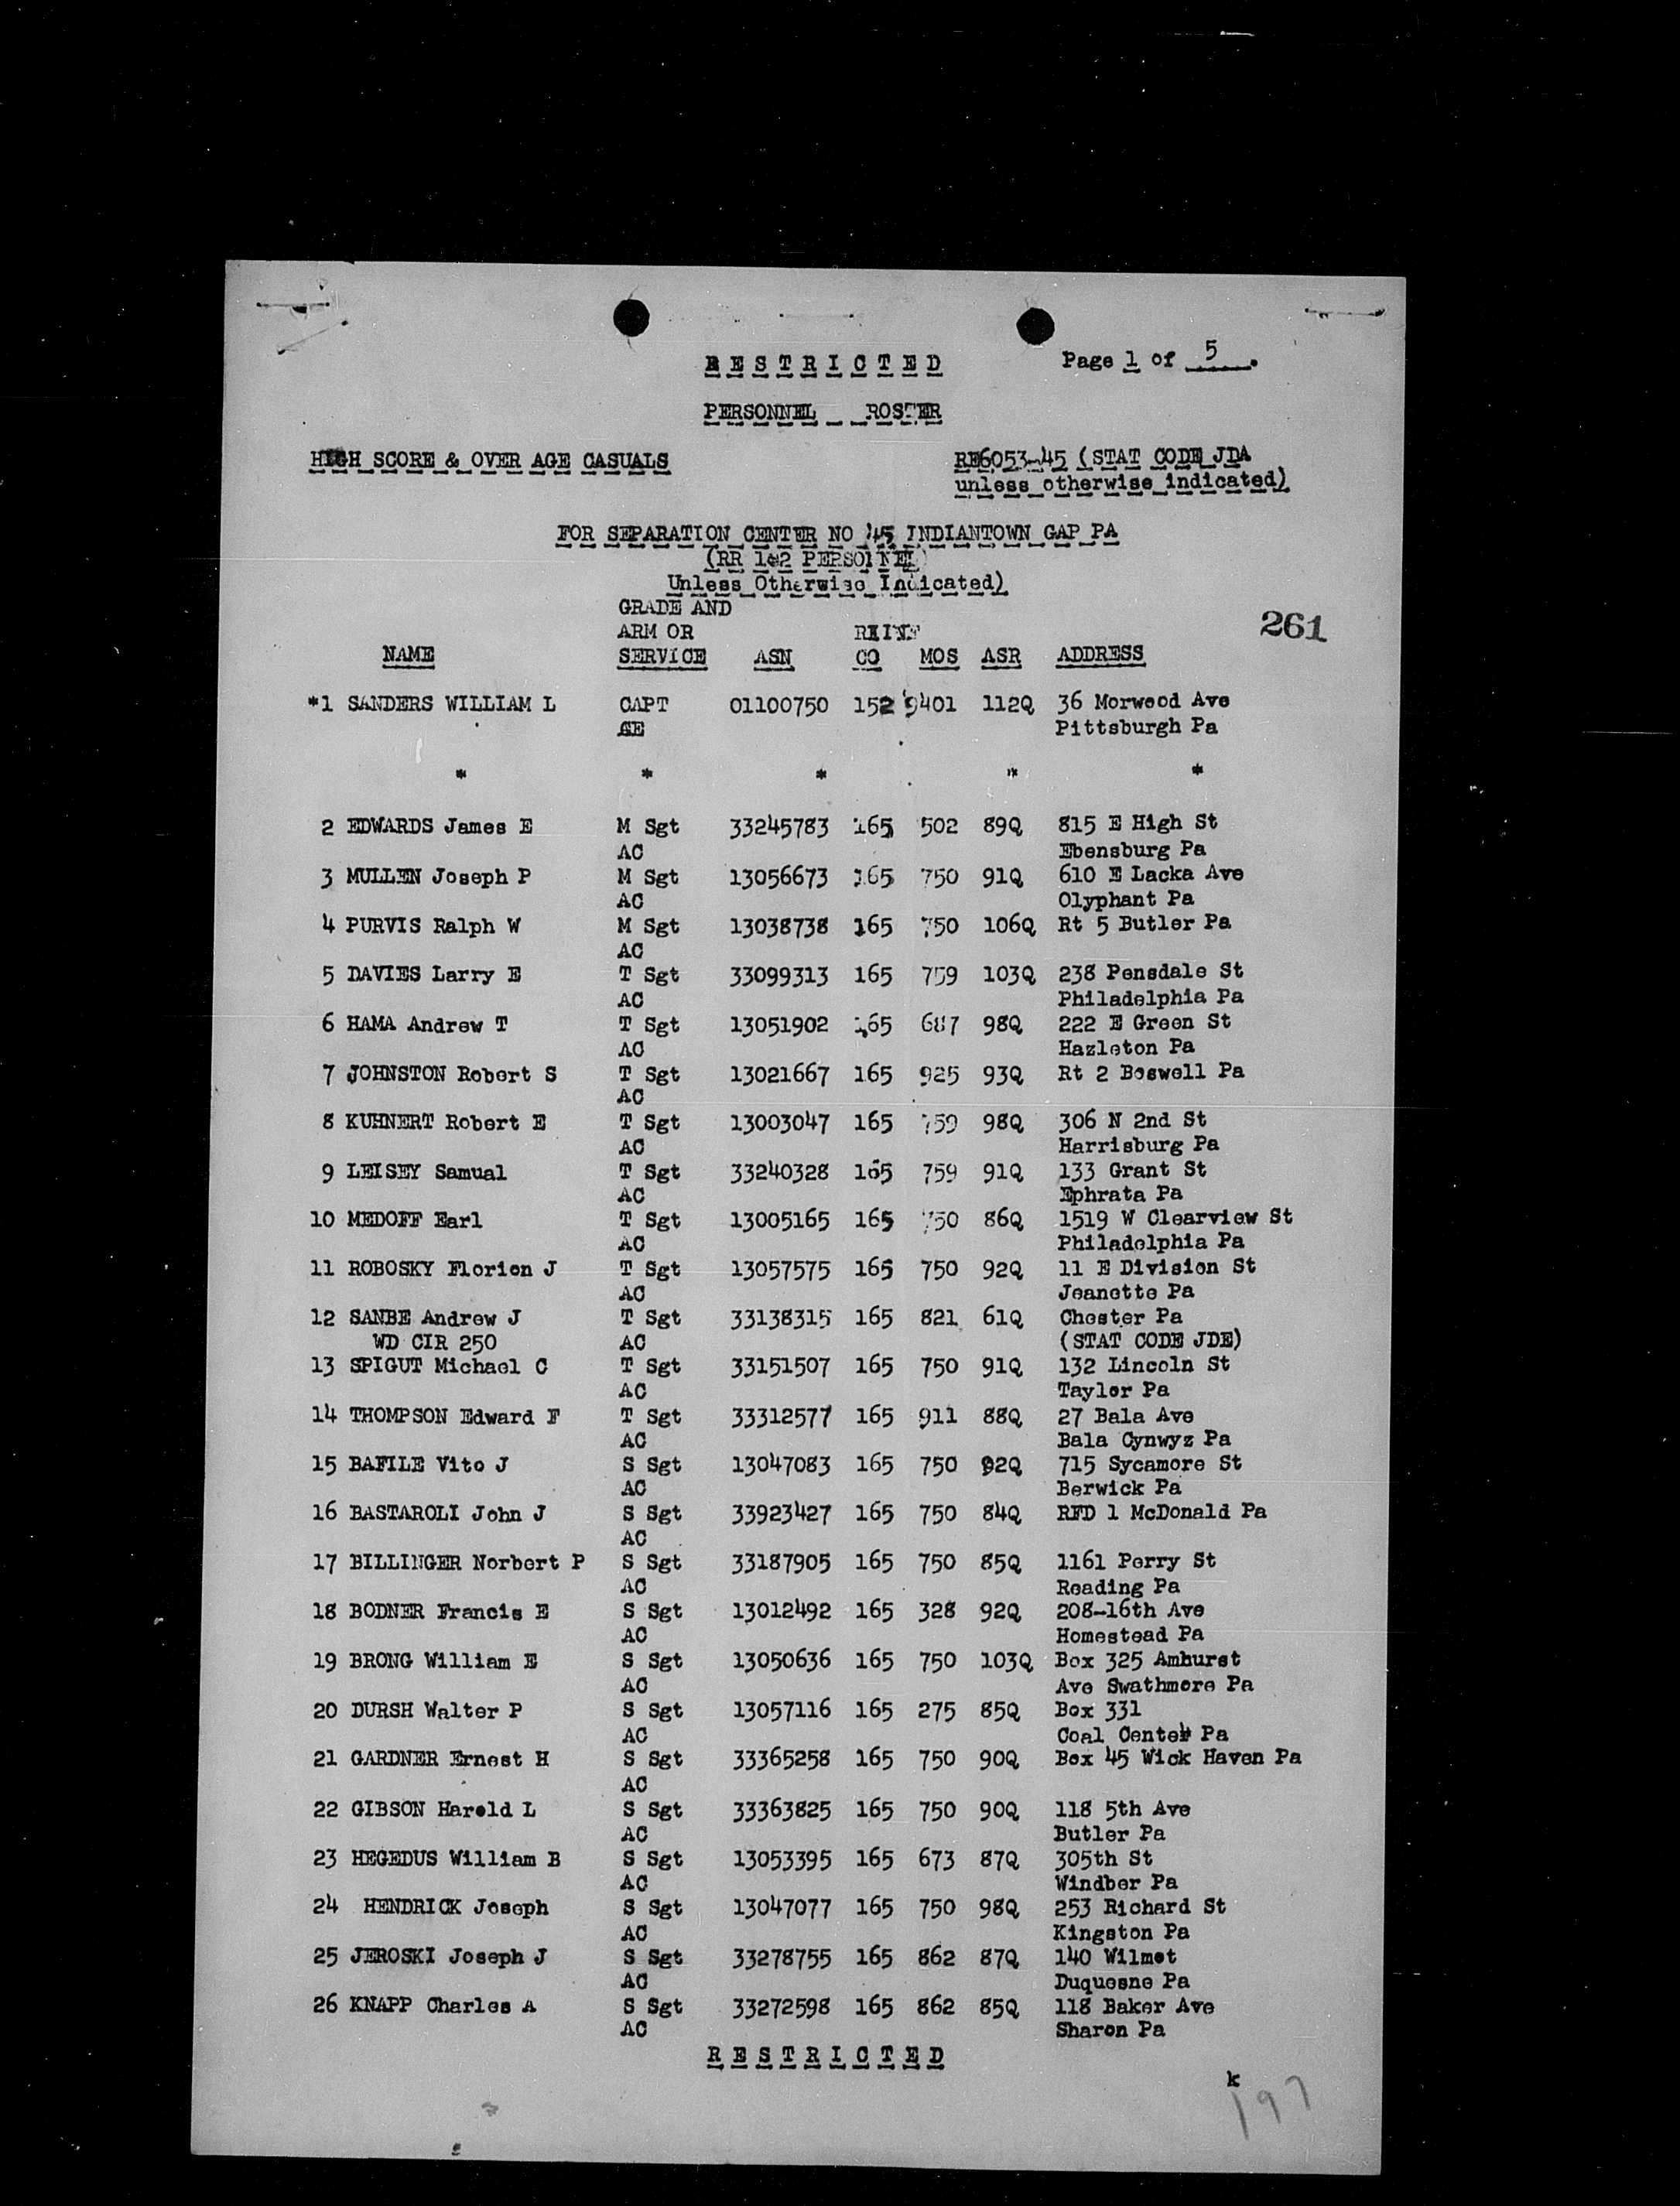 RESTRICTED
Page 1 of 5.
PERSONNEL ROSTER
HIGH SCORE & OVER AGE CASUALS
RE6053-45 (STAT CODE JDA
unless otherwise indicated)
FOR SEPARATION CENTER NO 45 INDIANTOWN GAP PA
(RR 1&2 PERSONNEL)
Unless Otherwise Indicated)
GRADE AND
ARM OR REINF
261
NAME SERVICE ASN CO MOS ASR ADDRESS
*1 SANDERS WILLIAM L CAPT 01100750 152 9401 112Q 36 Morwood Ave
CE Pittsburgh Pa
* * * * *
2 EDWARDS James E M Sgt 33245783 165 502 89Q 815 E High St
AC Ebensburg Pa
3 MULLEN Joseph P M Sgt 13056673 165 750 91Q 610 E Lacka Ave
AC Olyphant Pa
4 PURVIS Ralph W M Sgt 13038738 165 750 106Q Rt 5 Butler Pa
AC
5 DAVIES Larry E T Sgt 33099313 165 759 103Q 238 Pensdale St
AC Philadelphia Pa
6 HAMA Andrew T T Sgt 13051902 165 687 98Q 222 E Green St
AC Hazleton Pa
7 JOHNSTON Robert S T Sgt 13021667 165 925 93Q Rt 2 Boswell Pa
AC
8 KUHNERT Robert E T Sgt 13003047 165 759 98Q 306 N 2nd St
AC Harrisburg Pa
9 LEISEY Samual T Sgt 33240328 165 759 91Q 133 Grant St
AC Ephrata Pa
10 MEDOFF Earl T Sgt 13005165 165 750 86Q 1519 W Clearview St
AC Philadelphia Pa
11 ROBOSKY Florion J T Sgt 13057575 165 750 92Q 11 E Division St
AC Jeanette Pa
12 SANBE Andrew J T Sgt 33138315 165 821 61Q Chester Pa
WD CIR 250 AC (STAT CODE JDE)
13 SPIGUT Michael C T Sgt 33151507 165 750 91Q 132 Lincoln St
AC Taylor Pa
14 THOMPSON Edward F T Sgt 33312577 165 911 88Q 27 Bala Ave
AC Bala Cynwyz Pa
15 BAFILE Vito J S Sgt 13047083 165 750 92Q 715 Sycamore St
AC Berwick Pa
16 BASTAROLI John J S Sgt 33923427 165 750 84Q RFD 1 McDonald Pa
AC
17 BILLINGER Norbert P S Sgt 33187905 165 750 85Q 1161 Perry St
AC Reading Pa
18 BODNER Francis E S Sgt 13012492 165 328 92Q 208-16th Ave
AC Homestead Pa
19 BRONG William E S Sgt 13050636 165 750 103Q Box 325 Amhurst
AC Ave Swathmore Pa
20 DURSH Walter P S Sgt 13057116 165 275 85Q Box 331
AC Coal Center Pa
21 GARDNER Ernest H S Sgt 33365258 165 750 90Q Box 45 Wick Haven Pa
AC
22 GIBSON Harold L S Sgt 33363825 165 750 90Q 118 5th Ave
AC Butler Pa
23 HEGEDUS William B S Sgt 13053395 165 673 87Q 305th St
AC Windber Pa
24 HENDRICK Joseph S Sgt 13047077 165 750 98Q 253 Richard St
AC Kingston Pa
25 JEROSKI Joseph J S Sgt 33278755 165 862 87Q 140 Wilmot
AC Duquesne Pa
26 KNAPP Charles A S Sgt 33272598 165 862 85Q 118 Baker Ave
AC Sharon Pa
RESTRICTED
k
197